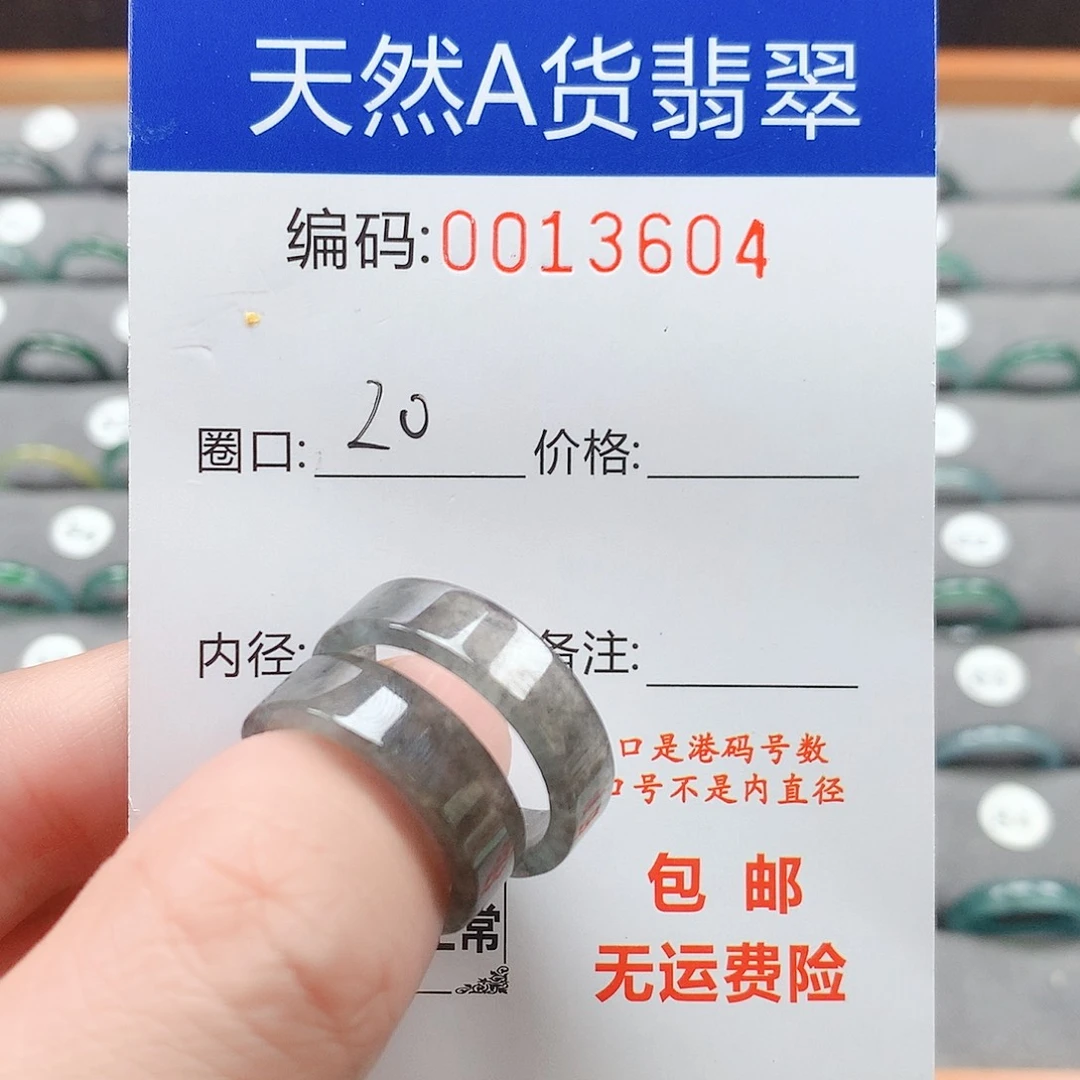 天然A货翡翠
编码:0013604
圈口: 20 价格:
内径: 备注:
口是港码号数
号不是内直径
包 邮
无运费险
常